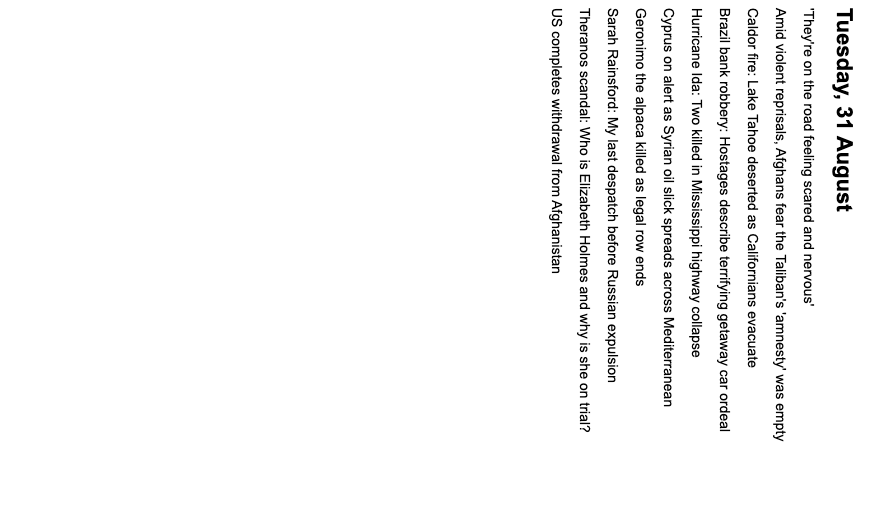 Tuesday, 31 August
'They're on the road feeling scared and nervous'
Amid violent reprisals, Afghans fear the Taliban's 'amnesty' was empty
Caldor fire: Lake Tahoe deserted as Californians evacuate
Brazil bank robbery: Hostages describe terrifying getaway car ordeal
Hurricane Ida: Two killed in Mississippi highway collapse
Cyprus on alert as Syrian oil slick spreads across Mediterranean
Geronimo the alpaca killed as legal row ends
Sarah Rainsford: My last despatch before Russian expulsion
Theranos scandal: Who is Elizabeth Holmes and why is she on trial?
US completes withdrawal from Afghanistan